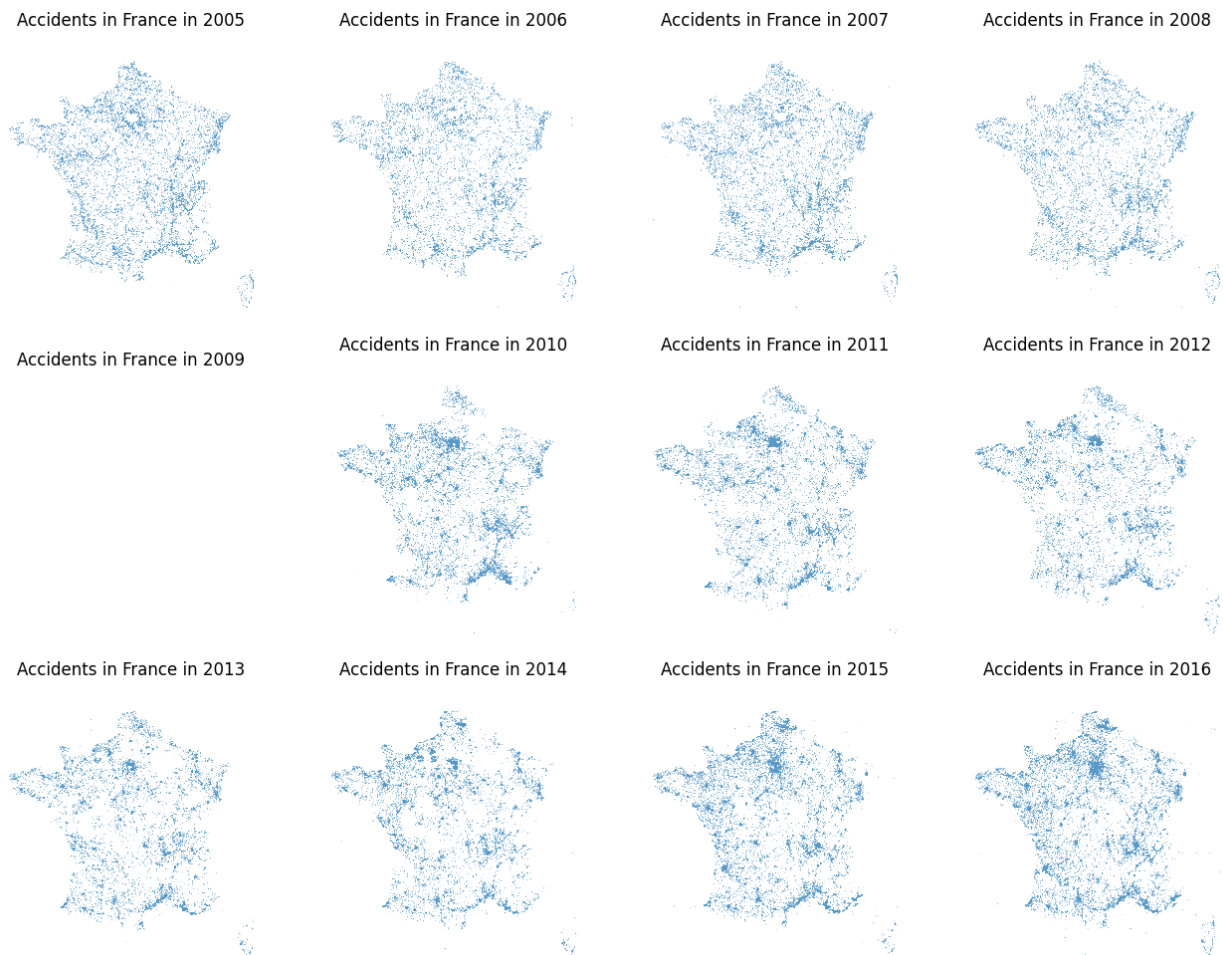 Accidents in France in 2005
Accidents in France in 2006
Accidents in France in 2007
Accidents in France in 2008
Accidents in France in 2009
Accidents in France in 2010
Accidents in France in 2011
Accidents in France in 2012
Accidents in France in 2013
Accidents in France in 2014
Accidents in France in 2015
Accidents in France in 2016